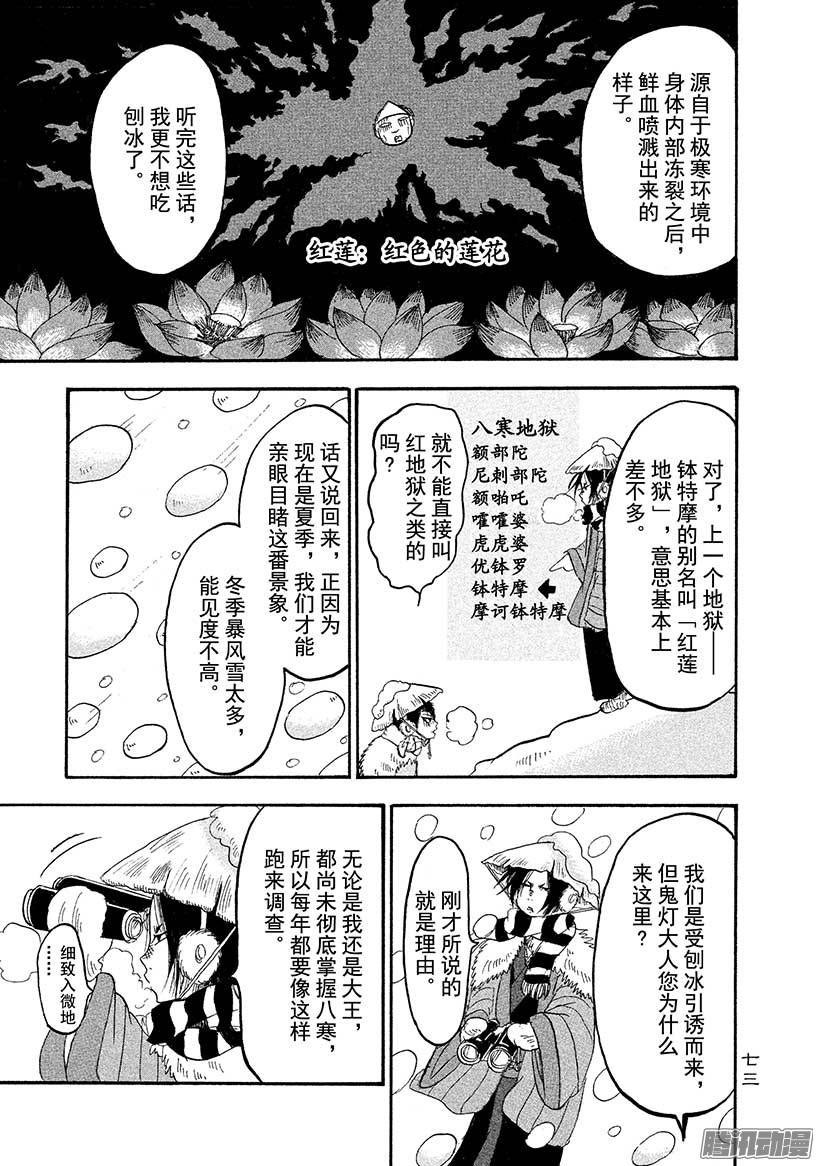 源自于极寒环境中
身体内部冻裂之后，
鲜血喷溅出来的
样子。
听完这些话，
我更不想吃
刨冰了。
红莲：红色的莲花
对了，上一个地狱——
钵特摩的别名叫「红莲
地狱」，意思基本上
差不多。
八寒地狱
额部陀
尼剌部陀
额啪吒
嚯嚯婆
虎虎婆
优钵罗
钵特摩
摩诃钵特摩
就不能直接叫
红地狱之类的
吗？
话又说回来，正因为
现在是夏季，我们才能
亲眼目睹这番景象。
冬季暴风雪太多，
能见度不高。
我们是受刨冰引诱而来，
但鬼灯大人您为什么
来这里？
刚才所说的
就是理由。
无论是我还是大王，
都尚未彻底掌握八寒，
所以每年都要像这样
跑来调查。
细致入微地
……
七三
腾讯动漫